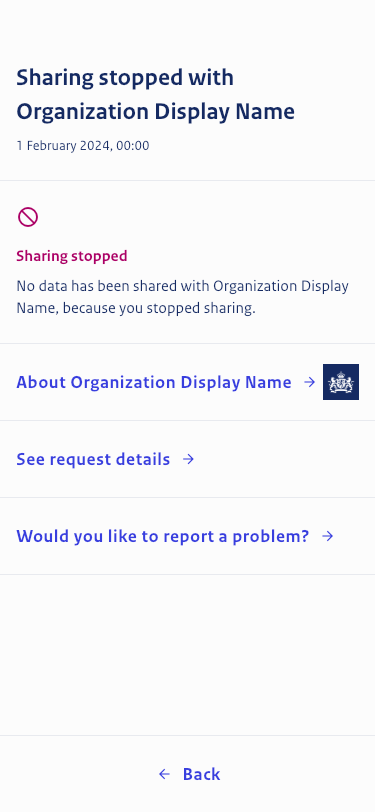 Sharing stopped with
Organization Display Name
1 February 2024, 00:00
Sharing stopped
No data has been shared with Organization Display
Name, because you stopped sharing.
About Organization Display Name
See request details
Would you like to report a problem?
Back